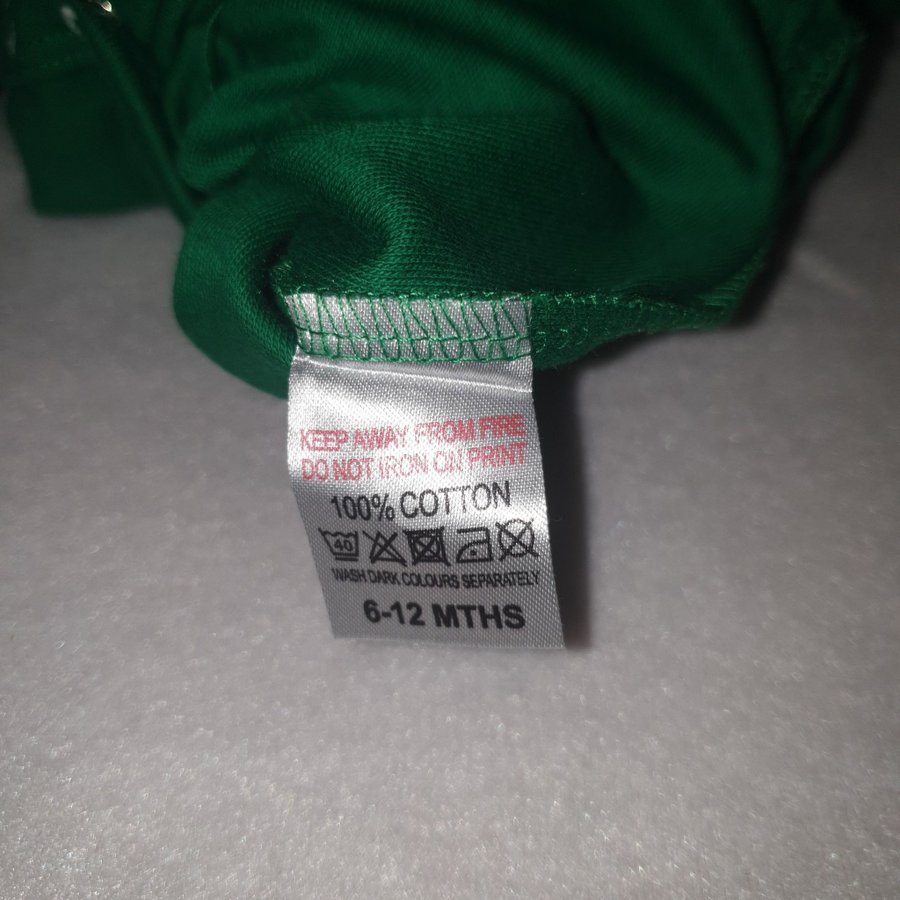 KEEP AWAY FROM FIRE
DO NOT IRON ON PRINT
100% COTTON
40
WASH DARK COLOURS SEPARATELY
6-12 MTHS